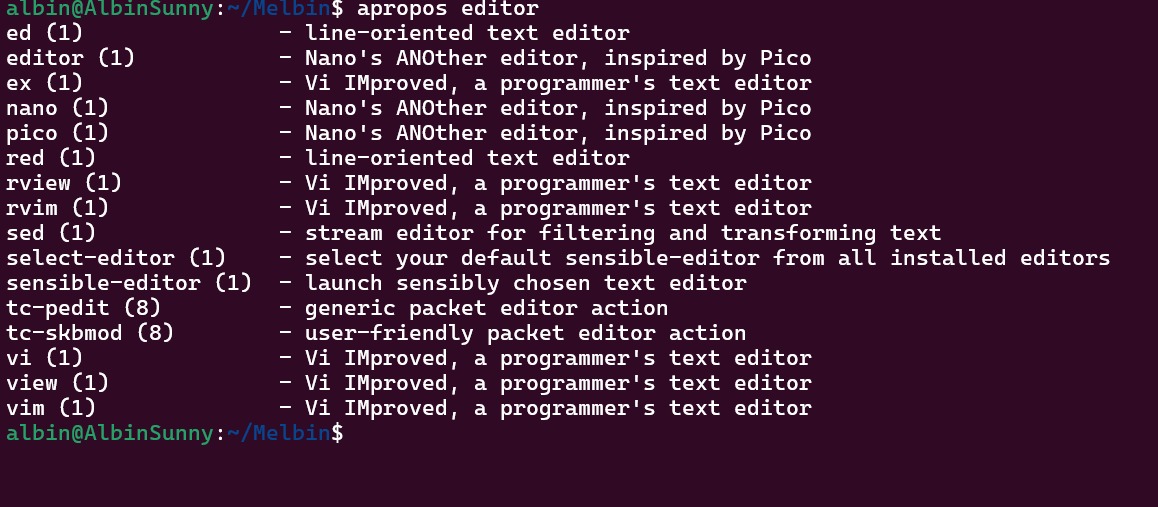 albin@AlbinSunny:~/Melbin$ apropos editor
ed (1)               - line-oriented text editor
editor (1)           - Nano's ANOther editor, inspired by Pico
ex (1)               - Vi IMproved, a programmer's text editor
nano (1)             - Nano's ANOther editor, inspired by Pico
pico (1)             - Nano's ANOther editor, inspired by Pico
red (1)              - line-oriented text editor
rview (1)            - Vi IMproved, a programmer's text editor
rvim (1)             - Vi IMproved, a programmer's text editor
sed (1)              - stream editor for filtering and transforming text
select-editor (1)    - select your default sensible-editor from all installed editors
sensible-editor (1)  - launch sensibly chosen text editor
tc-pedit (8)         - generic packet editor action
tc-skbmod (8)        - user-friendly packet editor action
vi (1)               - Vi IMproved, a programmer's text editor
view (1)             - Vi IMproved, a programmer's text editor
vim (1)              - Vi IMproved, a programmer's text editor
albin@AlbinSunny:~/Melbin$